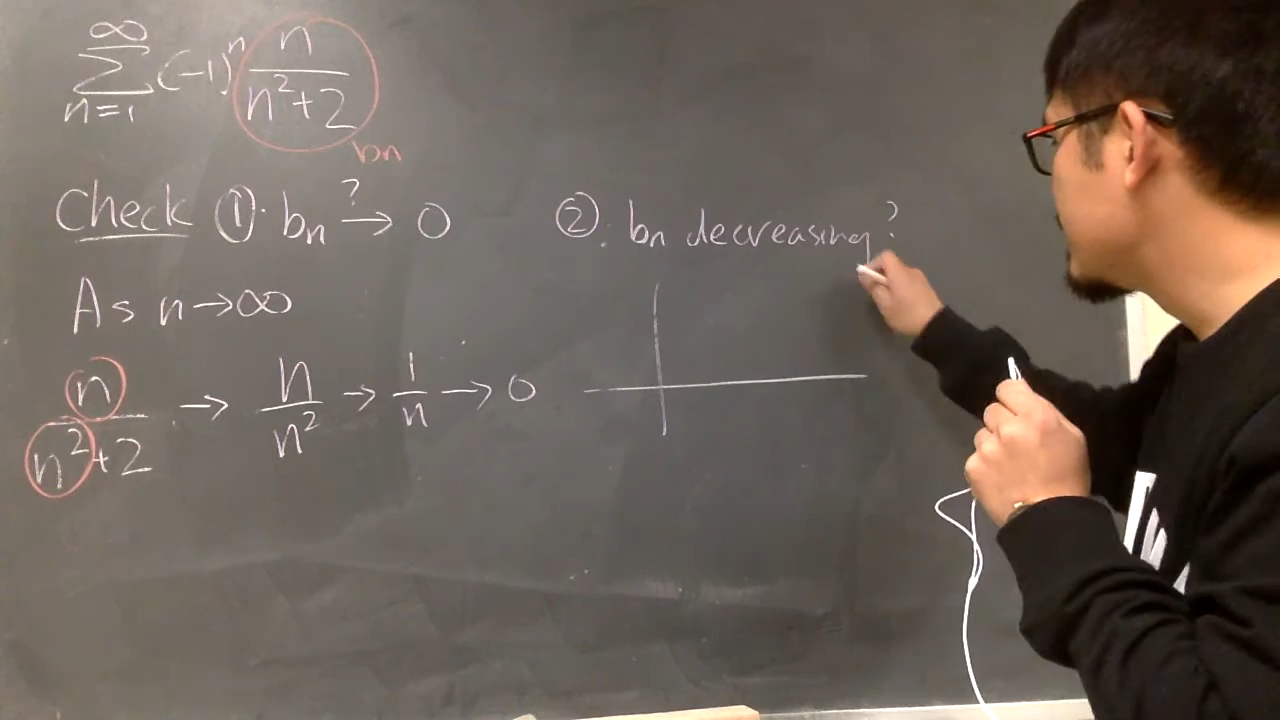 ∞
∑ (-1)^n n/(n²+2)
n=1
bn
Check ①. bn →? 0
②. bn decreasing?
As n→∞
n/(n²+2) → n/n² → 1/n → 0